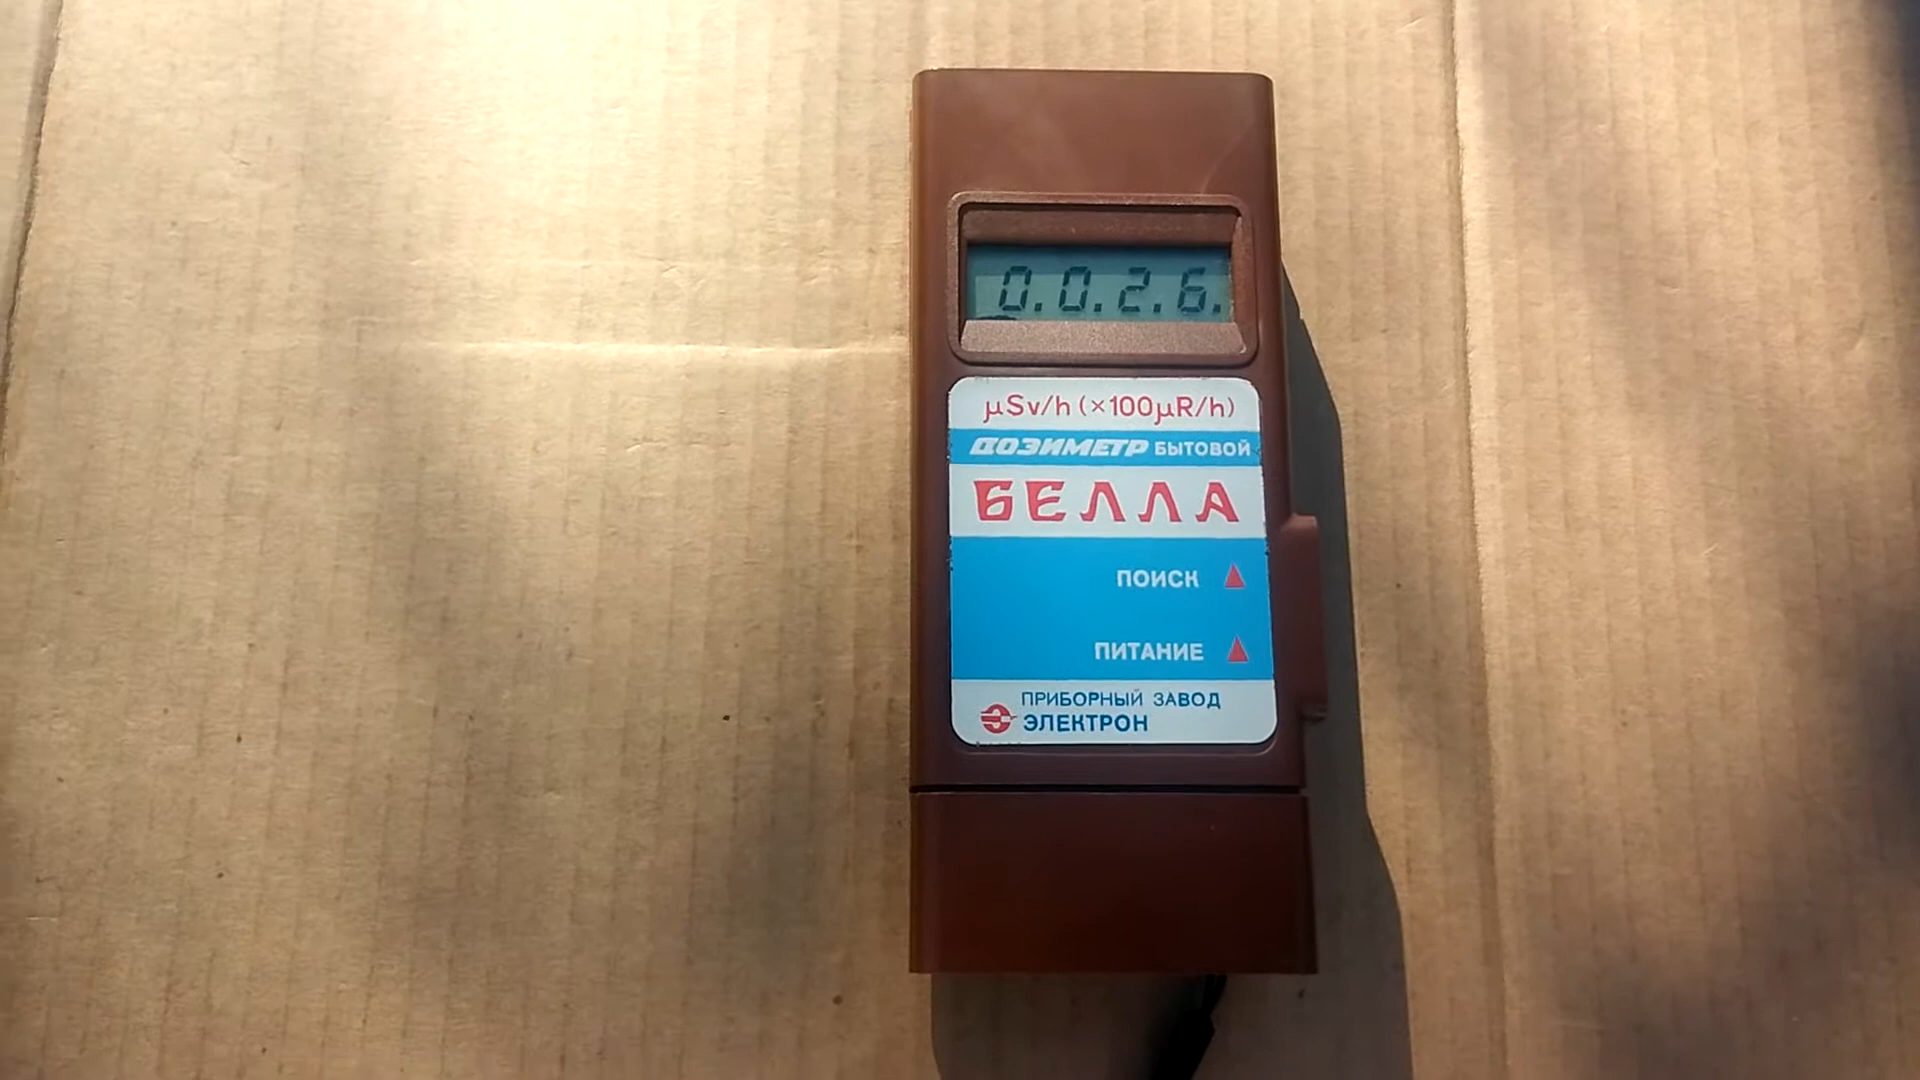 0.0.2.6.
μSv/h (×100μR/h)
ДОЗИМЕТР БЫТОВОЙ
БЕЛЛА
ПОИСК
ПИТАНИЕ
ПРИБОРНЫЙ ЗАВОД
ЭЛЕКТРОН